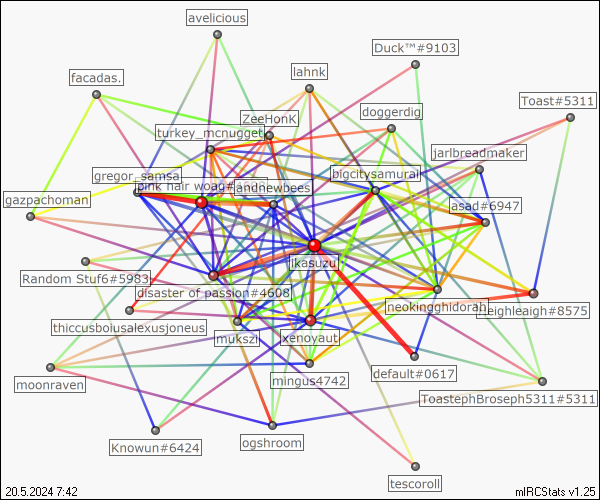 avelicious
Duck™#9103
facadas.
lahnk
Toast#5311
ZeeHonK
doggerdig
turkey_mcnugget
jarlbreadmaker
gregor_samsa
bigcitysamurai
pink hair woag#
andnewbees
gazpachoman
asad#6947
jkasuzu
Random Stuf6#5983
disaster of passion#4608
neokingghidorah
leighleaigh#8575
thiccusboiusalexusjoneus
mukszi
xenoyaut
mingus4742
default#0617
moonraven
ToastephBroseph5311#5311
Knowun#6424
ogshroom
tescoroll
20.5.2024 7:42
mIRCStats v1.25